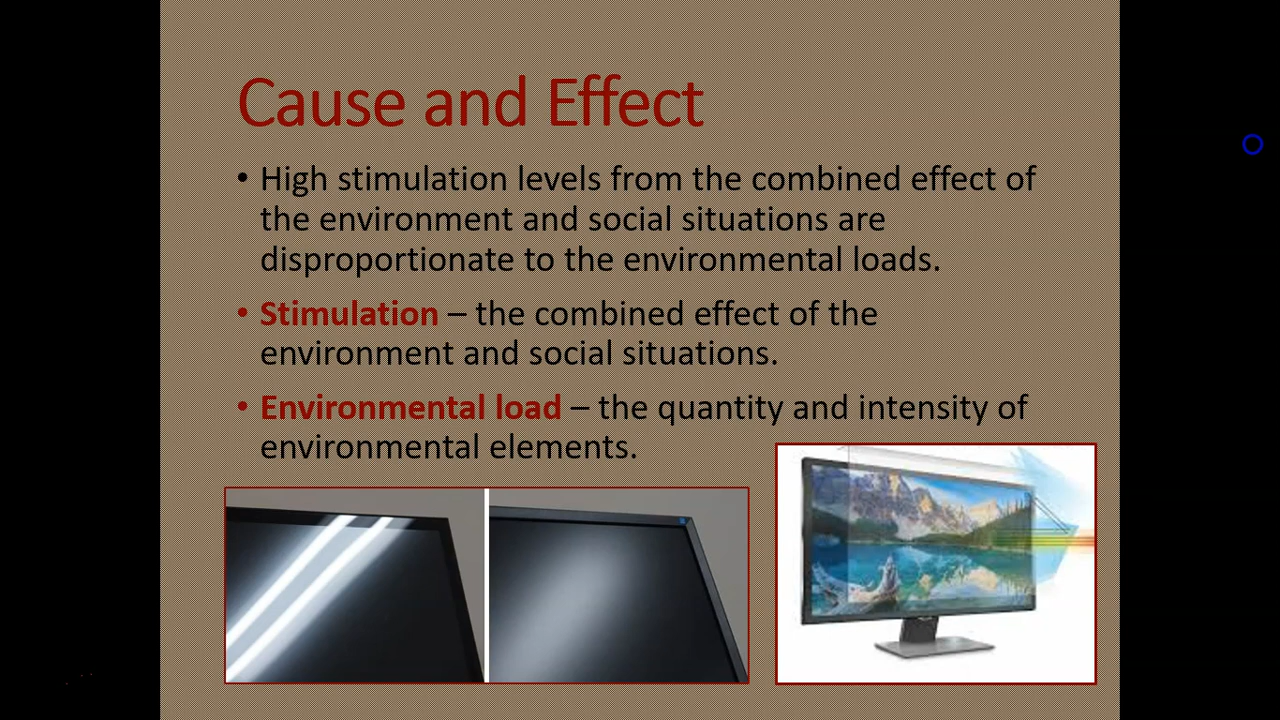 Cause and Effect
• High stimulation levels from the combined effect of
the environment and social situations are
disproportionate to the environmental loads.
• Stimulation – the combined effect of the
environment and social situations.
• Environmental load – the quantity and intensity of
environmental elements.